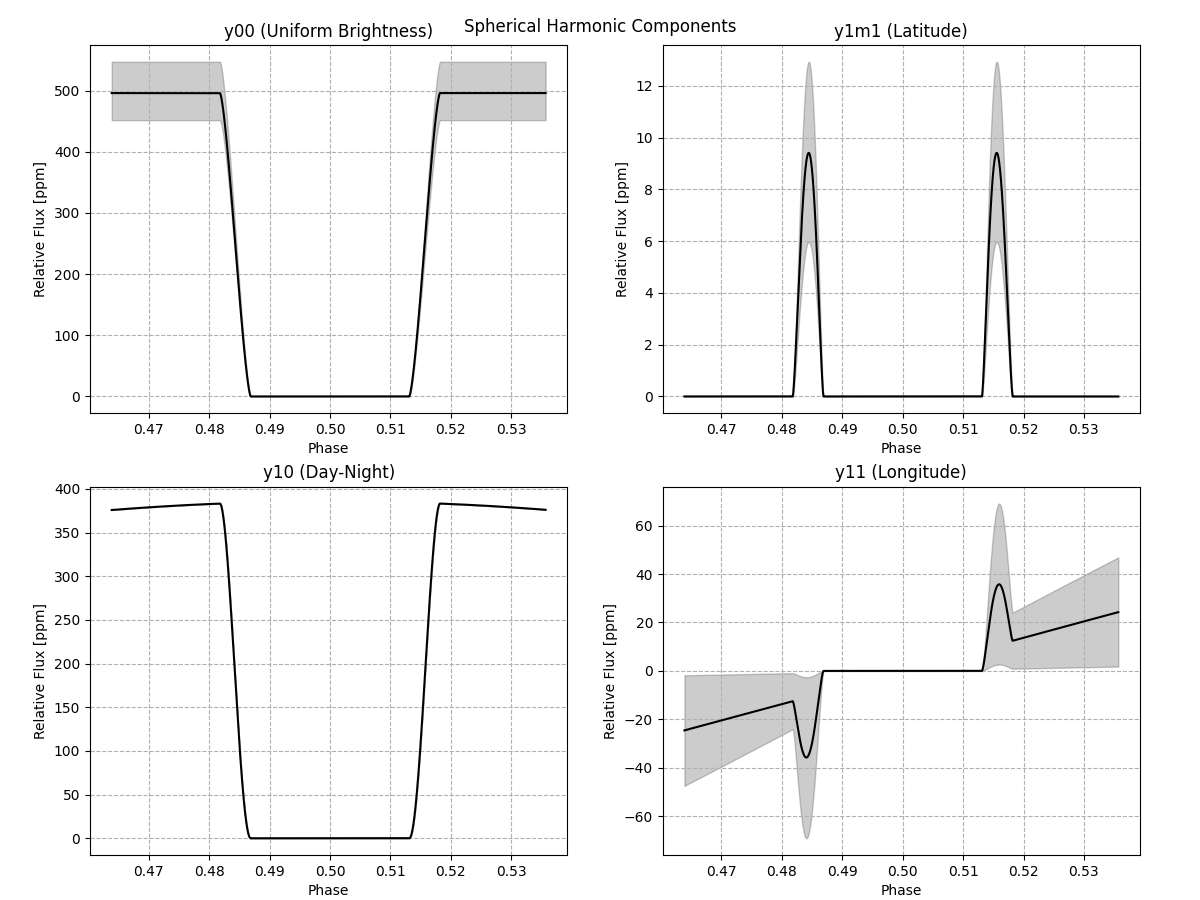 Spherical Harmonic Components
y00 (Uniform Brightness)
Relative Flux [ppm]
500
400
300
200
100
0
0.47 0.48 0.49 0.50 0.51 0.52 0.53
Phase
y1m1 (Latitude)
Relative Flux [ppm]
12
10
8
6
4
2
0
0.47 0.48 0.49 0.50 0.51 0.52 0.53
Phase
y10 (Day-Night)
Relative Flux [ppm]
400
350
300
250
200
150
100
50
0
0.47 0.48 0.49 0.50 0.51 0.52 0.53
Phase
y11 (Longitude)
Relative Flux [ppm]
60
40
20
0
−20
−40
−60
0.47 0.48 0.49 0.50 0.51 0.52 0.53
Phase